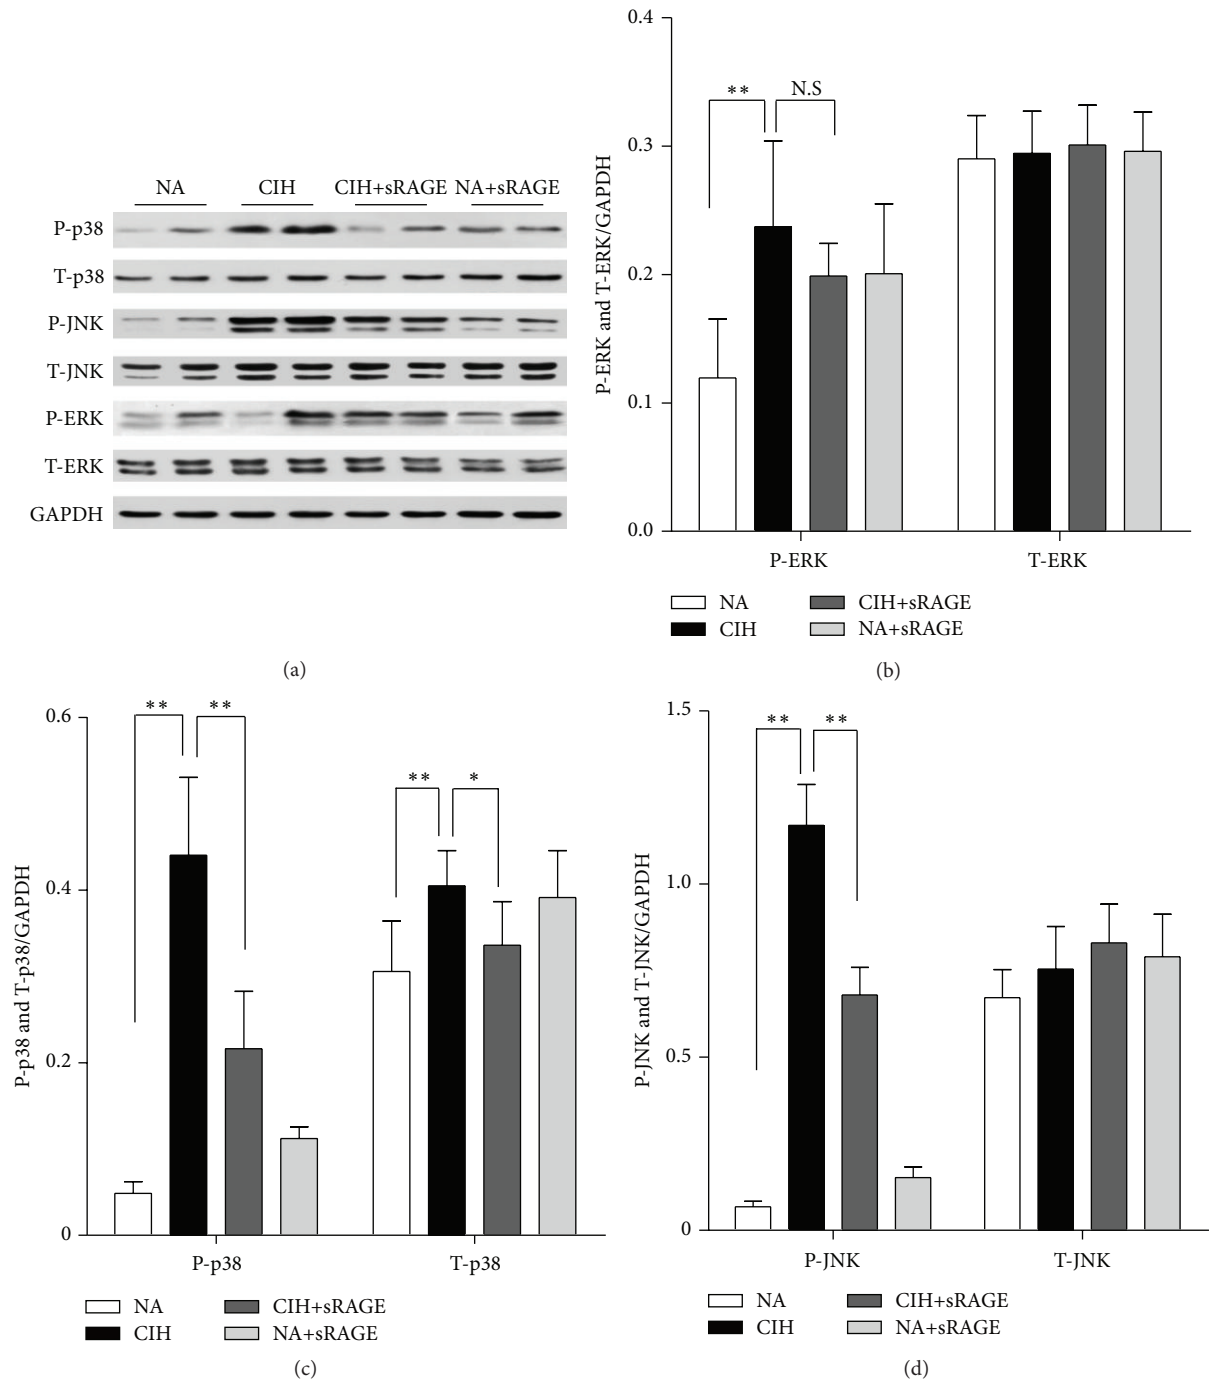 NA CIH CIH+sRAGE NA+sRAGE
P-p38
T-p38
P-JNK
T-JNK
P-ERK
T-ERK
GAPDH
(a)
P-ERK and T-ERK/GAPDH
0.4
0.3
0.2
0.1
0.0
** N.S
P-ERK T-ERK
NA CIH+sRAGE
CIH NA+sRAGE
(b)
P-p38 and T-p38/GAPDH
0.6
0.4
0.2
0
** **
** *
P-p38 T-p38
NA CIH+sRAGE
CIH NA+sRAGE
(c)
P-JNK and T-JNK/GAPDH
1.5
1.0
0.5
0
** **
P-JNK T-JNK
NA CIH+sRAGE
CIH NA+sRAGE
(d)